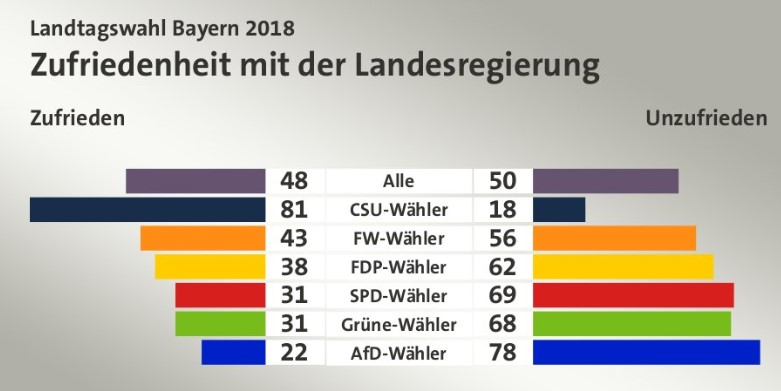 Landtagswahl Bayern 2018
Zufriedenheit mit der Landesregierung
Zufrieden Unzufrieden
48 Alle 50
81 CSU-Wähler 18
43 FW-Wähler 56
38 FDP-Wähler 62
31 SPD-Wähler 69
31 Grüne-Wähler 68
22 AfD-Wähler 78